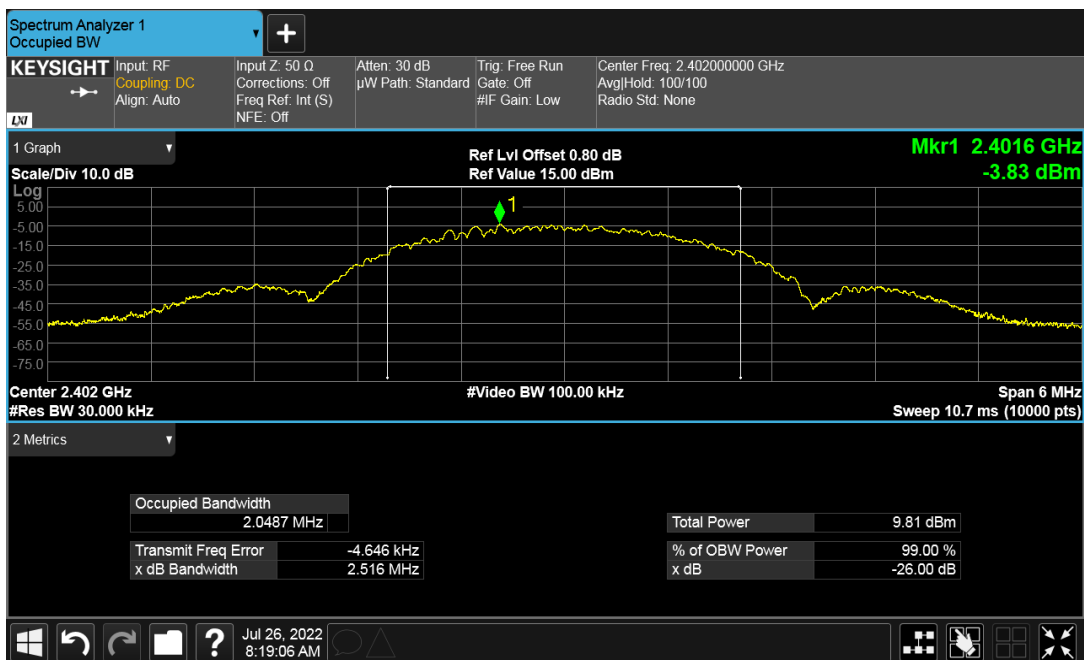 Spectrum Analyzer 1
Occupied BW
+
KEYSIGHT
LXI
Input: RF
Coupling: DC
Align: Auto
Input Z: 50 Ω
Corrections: Off
Freq Ref: Int (S)
NFE: Off
Atten: 30 dB
µW Path: Standard
Trig: Free Run
Gate: Off
#IF Gain: Low
Center Freq: 2.402000000 GHz
Avg|Hold: 100/100
Radio Std: None
1 Graph
Scale/Div 10.0 dB
Ref Lvl Offset 0.80 dB
Ref Value 15.00 dBm
Mkr1 2.4016 GHz
-3.83 dBm
Log
5.00
-5.00
-15.0
-25.0
-35.0
-45.0
-55.0
-65.0
-75.0
1
Center 2.402 GHz
#Res BW 30.000 kHz
#Video BW 100.00 kHz
Span 6 MHz
Sweep 10.7 ms (10000 pts)
2 Metrics
Occupied Bandwidth
2.0487 MHz
Transmit Freq Error -4.646 kHz
x dB Bandwidth 2.516 MHz
Total Power 9.81 dBm
% of OBW Power 99.00 %
x dB -26.00 dB
?
Jul 26, 2022
8:19:06 AM